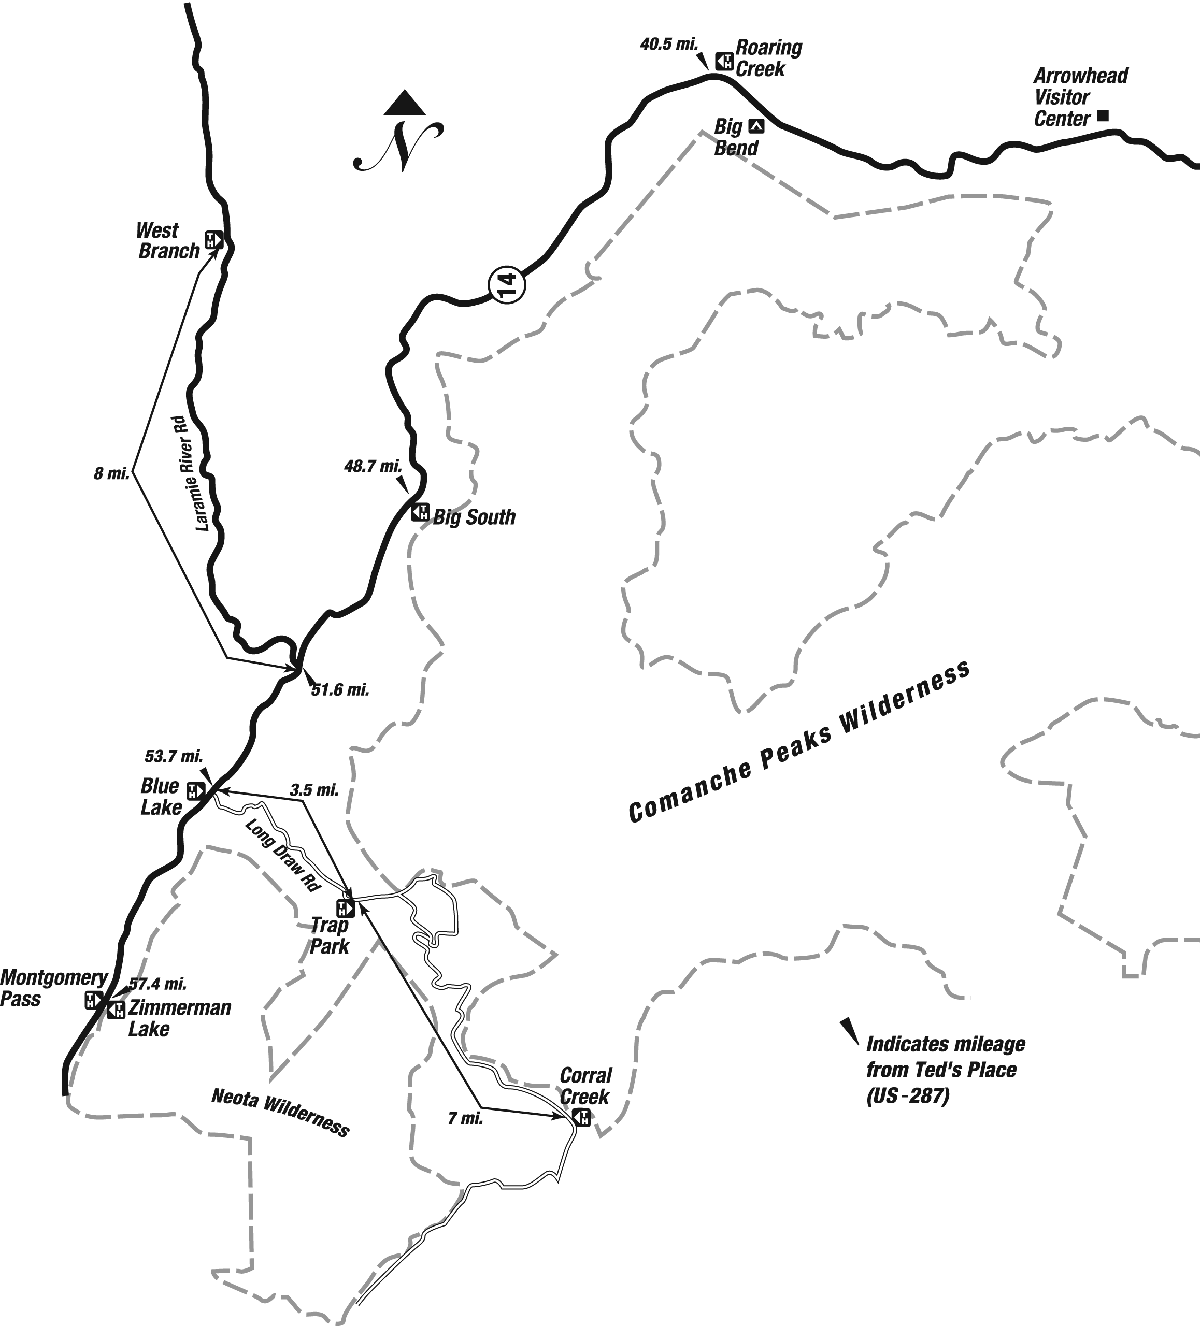 40.5 mi.
Roaring
Creek
Arrowhead
Visitor
Center
Big
Bend
N
West
Branch
14
Laramie River Rd
8 mi.
48.7 mi.
Big South
51.6 mi.
Comanche Peaks Wilderness
53.7 mi.
Blue
Lake
3.5 mi.
Long Draw Rd
Trap
Park
Montgomery
Pass
57.4 mi.
Zimmerman
Lake
Indicates mileage
from Ted's Place
(US -287)
Corral
Creek
Neota Wilderness
7 mi.